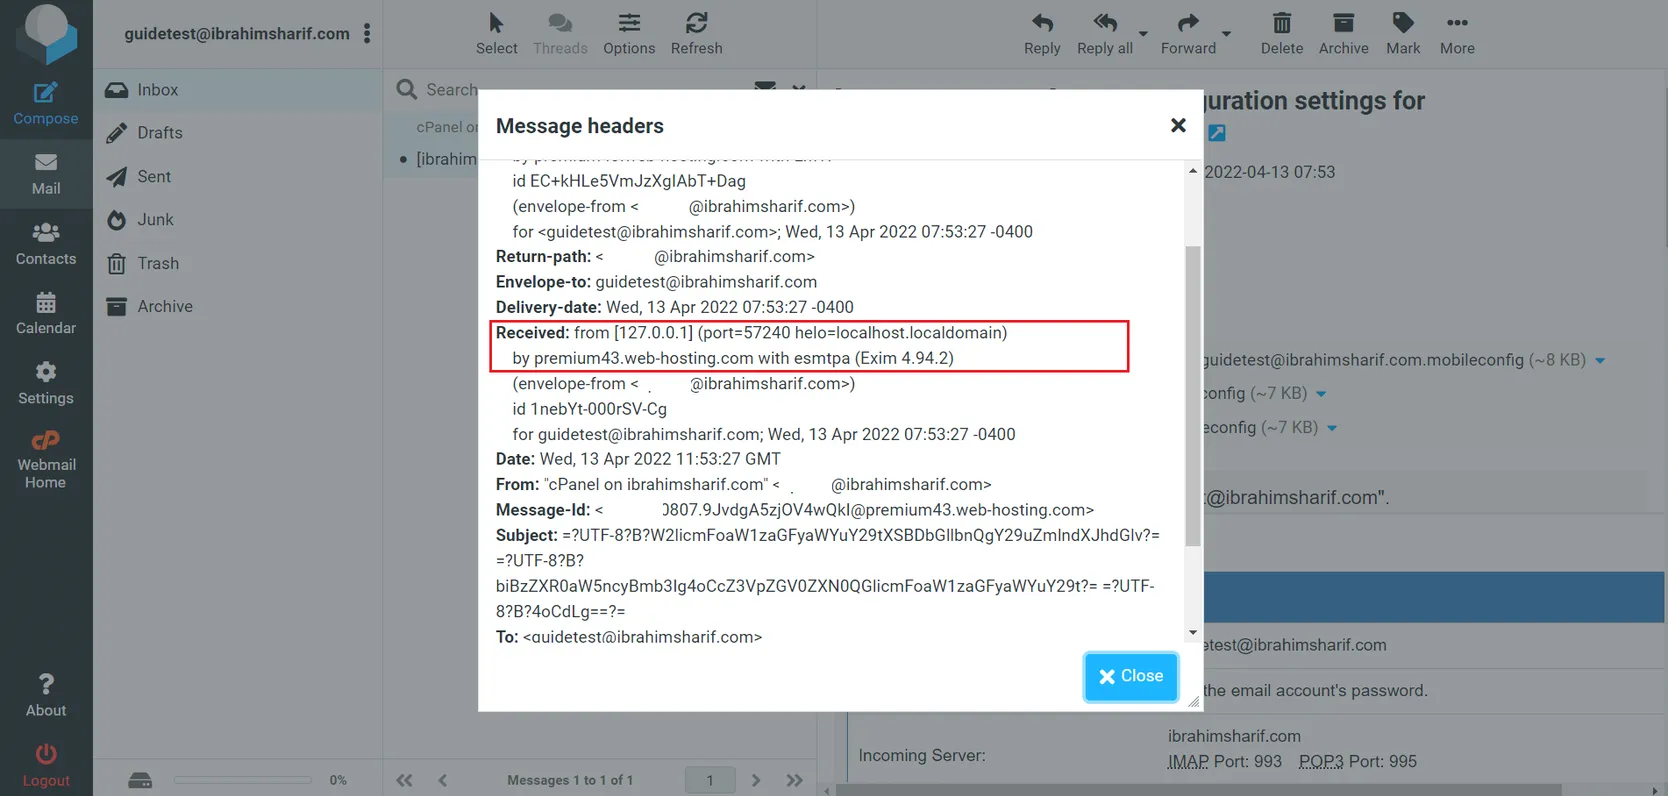 guidetest@ibrahimsharif.com
Select
Threads
Options
Refresh
Reply
Reply all
Forward
Delete
Archive
Mark
More
Compose
Mail
Contacts
Calendar
Settings
Webmail
Home
About
Logout
Inbox
Drafts
Sent
Junk
Trash
Archive
0%
Search
cPanel on
[ibrahim
Messages 1 to 1 of 1
1
Message headers
id EC+kHLe5VmJzXgIAbT+Dag
(envelope-from < @ibrahimsharif.com>)
for <guidetest@ibrahimsharif.com>; Wed, 13 Apr 2022 07:53:27 -0400
Return-path: < @ibrahimsharif.com>
Envelope-to: guidetest@ibrahimsharif.com
Delivery-date: Wed, 13 Apr 2022 07:53:27 -0400
Received: from [127.0.0.1] (port=57240 helo=localhost.localdomain)
by premium43.web-hosting.com with esmtpa (Exim 4.94.2)
(envelope-from < @ibrahimsharif.com>)
id 1nebYt-000rSV-Cg
for guidetest@ibrahimsharif.com; Wed, 13 Apr 2022 07:53:27 -0400
Date: Wed, 13 Apr 2022 11:53:27 GMT
From: "cPanel on ibrahimsharif.com" < @ibrahimsharif.com>
Message-Id: < 0807.9JvdgA5zjOV4wQkI@premium43.web-hosting.com>
Subject: =?UTF-8?B?W2licmFoaW1zaGFyaWYuY29tXSBDbGllbnQgY29uZmlndXJhdGlv?=
=?UTF-8?B?
biBzZXR0aW5ncyBmb3Ig4oCcZ3VpZGV0ZXN0QGlicmFoaW1zaGFyaWYuY29t?= =?UTF-
8?B?4oCdLg==?=
To: <guidetest@ibrahimsharif.com>
Close
uration settings for
2022-04-13 07:53
guidetest@ibrahimsharif.com.mobileconfig (~8 KB)
config (~7 KB)
econfig (~7 KB)
t@ibrahimsharif.com".
etest@ibrahimsharif.com
the email account's password.
Incoming Server:
ibrahimsharif.com
IMAP Port: 993 POP3 Port: 995